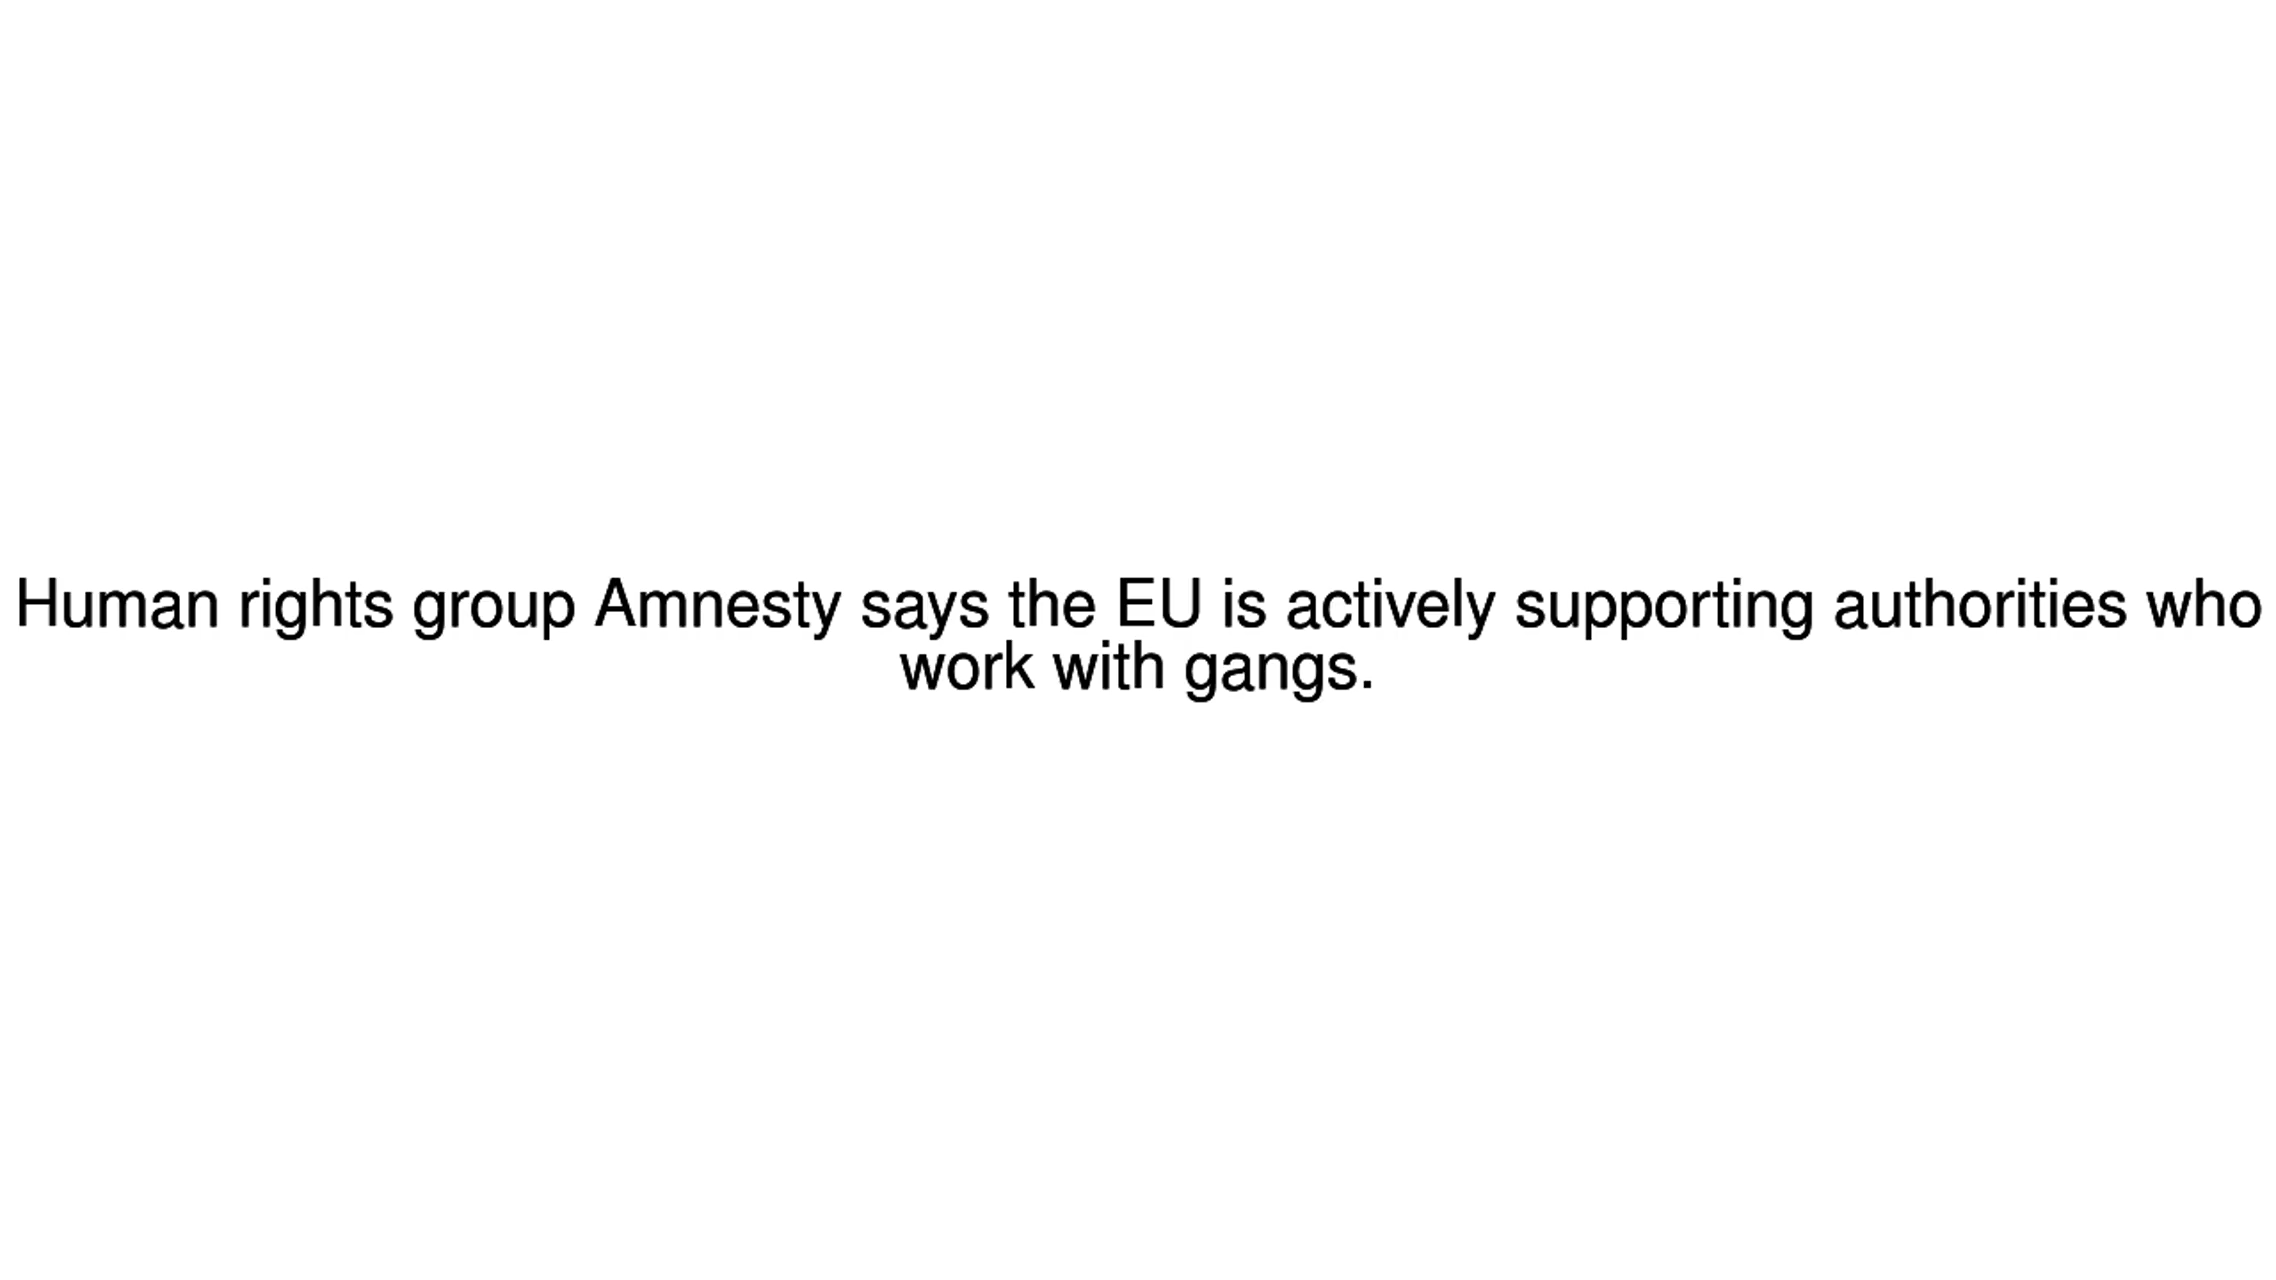 Human rights group Amnesty says the EU is actively supporting authorities who
work with gangs.